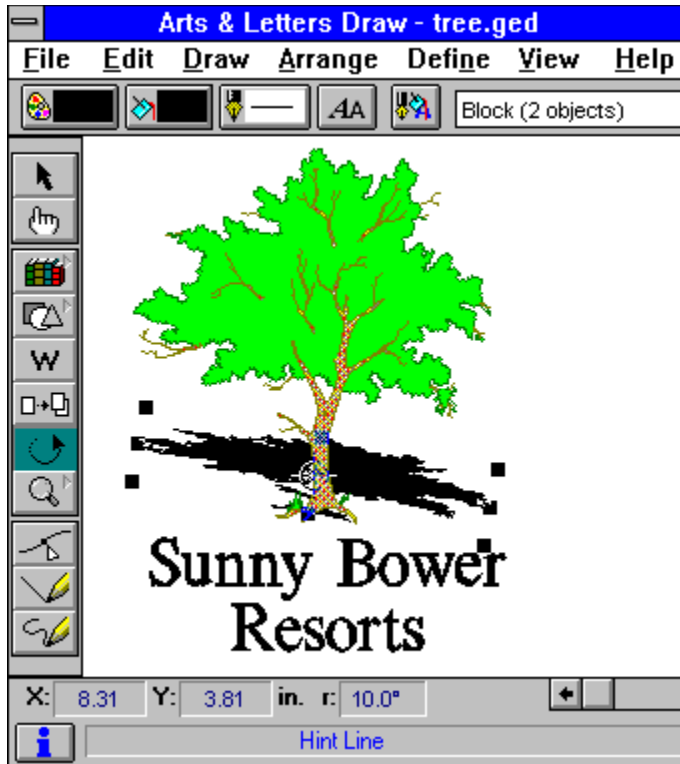 Arts & Letters Draw - tree.ged
File Edit Draw Arrange Define View Help
AA A Block (2 objects)
W
Sunny Bower
Resorts
X: 8.31 Y: 3.81 in. r: 10.0°
i Hint Line